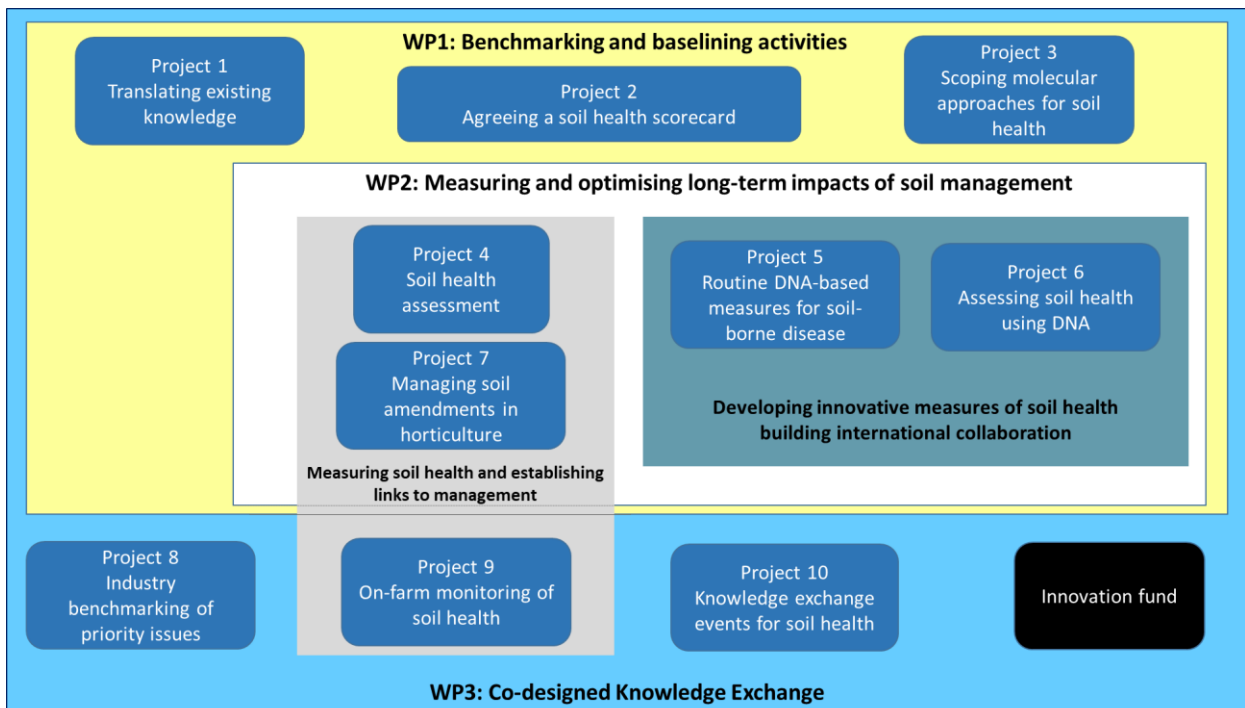 WP1: Benchmarking and baselining activities
Project 1
Translating existing
knowledge
Project 2
Agreeing a soil health scorecard
Project 3
Scoping molecular
approaches for soil
health
WP2: Measuring and optimising long-term impacts of soil management
Project 4
Soil health
assessment
Project 5
Routine DNA-based
measures for soil-
borne disease
Project 6
Assessing soil health
using DNA
Project 7
Managing soil
amendments in
horticulture
Developing innovative measures of soil health
building international collaboration
Measuring soil health and establishing
links to management
Project 8
Industry
benchmarking of
priority issues
Project 9
On-farm monitoring of
soil health
Project 10
Knowledge exchange
events for soil health
Innovation fund
WP3: Co-designed Knowledge Exchange